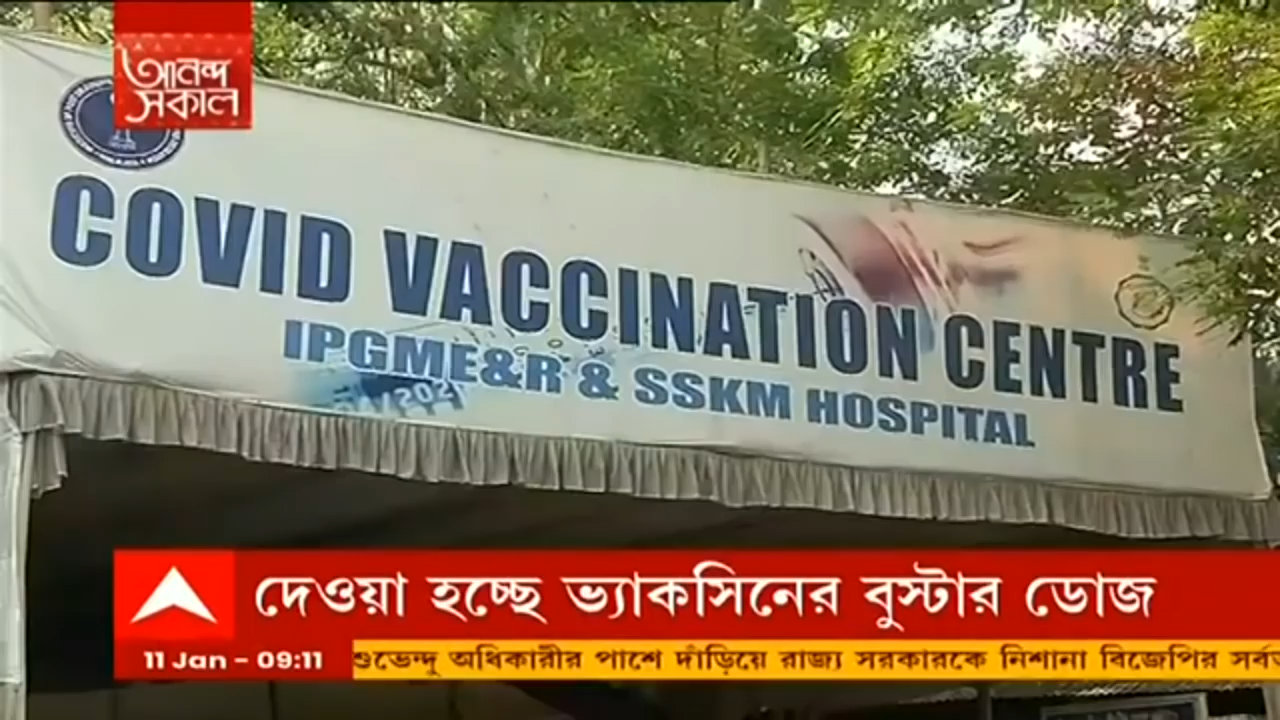 আনন্দ
সকাল
COVID VACCINATION CENTRE
IPGME&R & SSKM HOSPITAL
দেওয়া হচ্ছে ভ্যাকসিনের বুস্টার ডোজ
11 Jan - 09:11
শুভেন্দু অধিকারীর পাশে দাঁড়িয়ে রাজ্য সরকারকে নিশানা বিজেপির